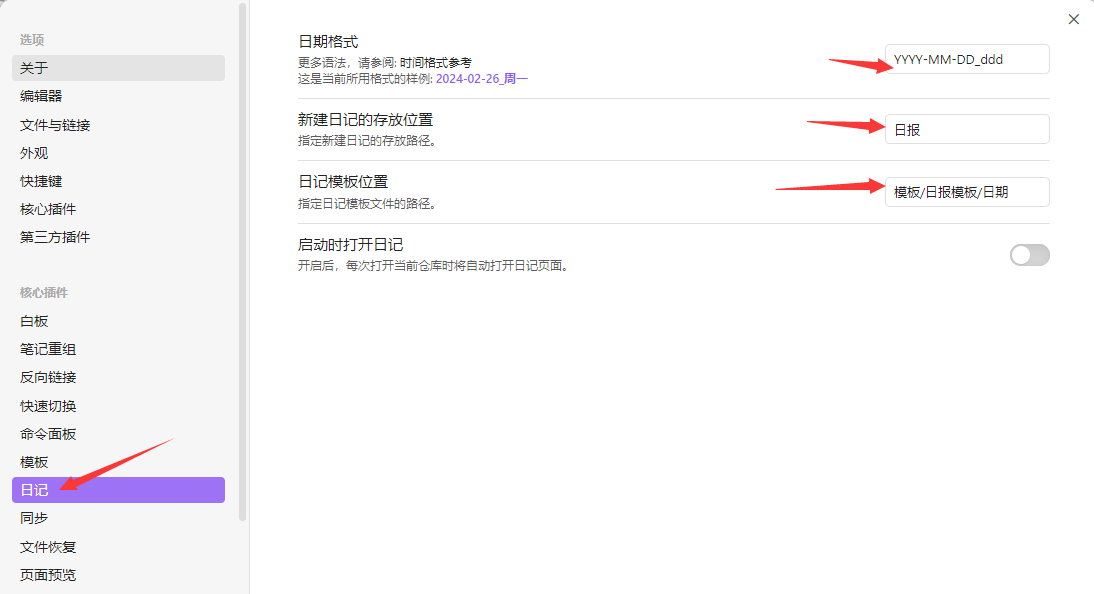 选项
关于
编辑器
文件与链接
外观
快捷键
核心插件
第三方插件
核心插件
白板
笔记重组
反向链接
快速切换
命令面板
模板
日记
同步
文件恢复
页面预览
日期格式
更多语法，请参阅: 时间格式参考
这是当前所用格式的样例: 2024-02-26_周一
YYYY-MM-DD_ddd
新建日记的存放位置
指定新建日记的存放路径。
日报
日记模板位置
指定日记模板文件的路径。
模板/日报模板/日期
启动时打开日记
开启后，每次打开当前仓库时将自动打开日记页面。